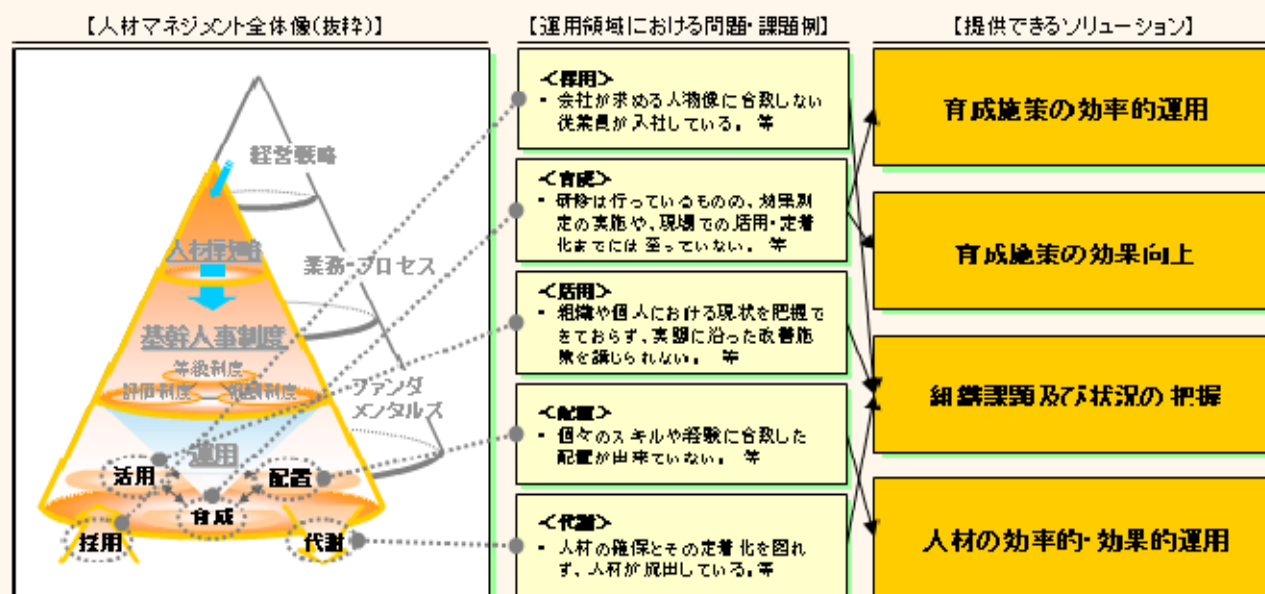 【人材マネジメント全体像(抜粋)】
経営戦略
人材戦略
業務・プロセス
基幹人事制度
等級制度
評価制度
報酬制度
ファンダ
メンタルズ
運用
活用
配置
育成
採用
代謝
【運用領域における問題・課題例】
<採用>
・ 会社が求める人物像に合致しない
従業員が入社している。 等
<育成>
・ 研修は行っているものの、効果測
定の実施や、現場での活用・定着
化までには至っていない。 等
<活用>
・ 組織や個人における現状を把握で
きておらず、実態に沿った改善施
策を講じられない。 等
<配置>
・ 個々のスキルや経験に合致した
配置が出来ていない。 等
<代謝>
・ 人材の確保とその定着化を図れ
ず、人材が流出している。等
【提供できるソリューション】
育成施策の効率的運用
育成施策の効果向上
組織課題及び状況の把握
人材の効率的・効果的運用